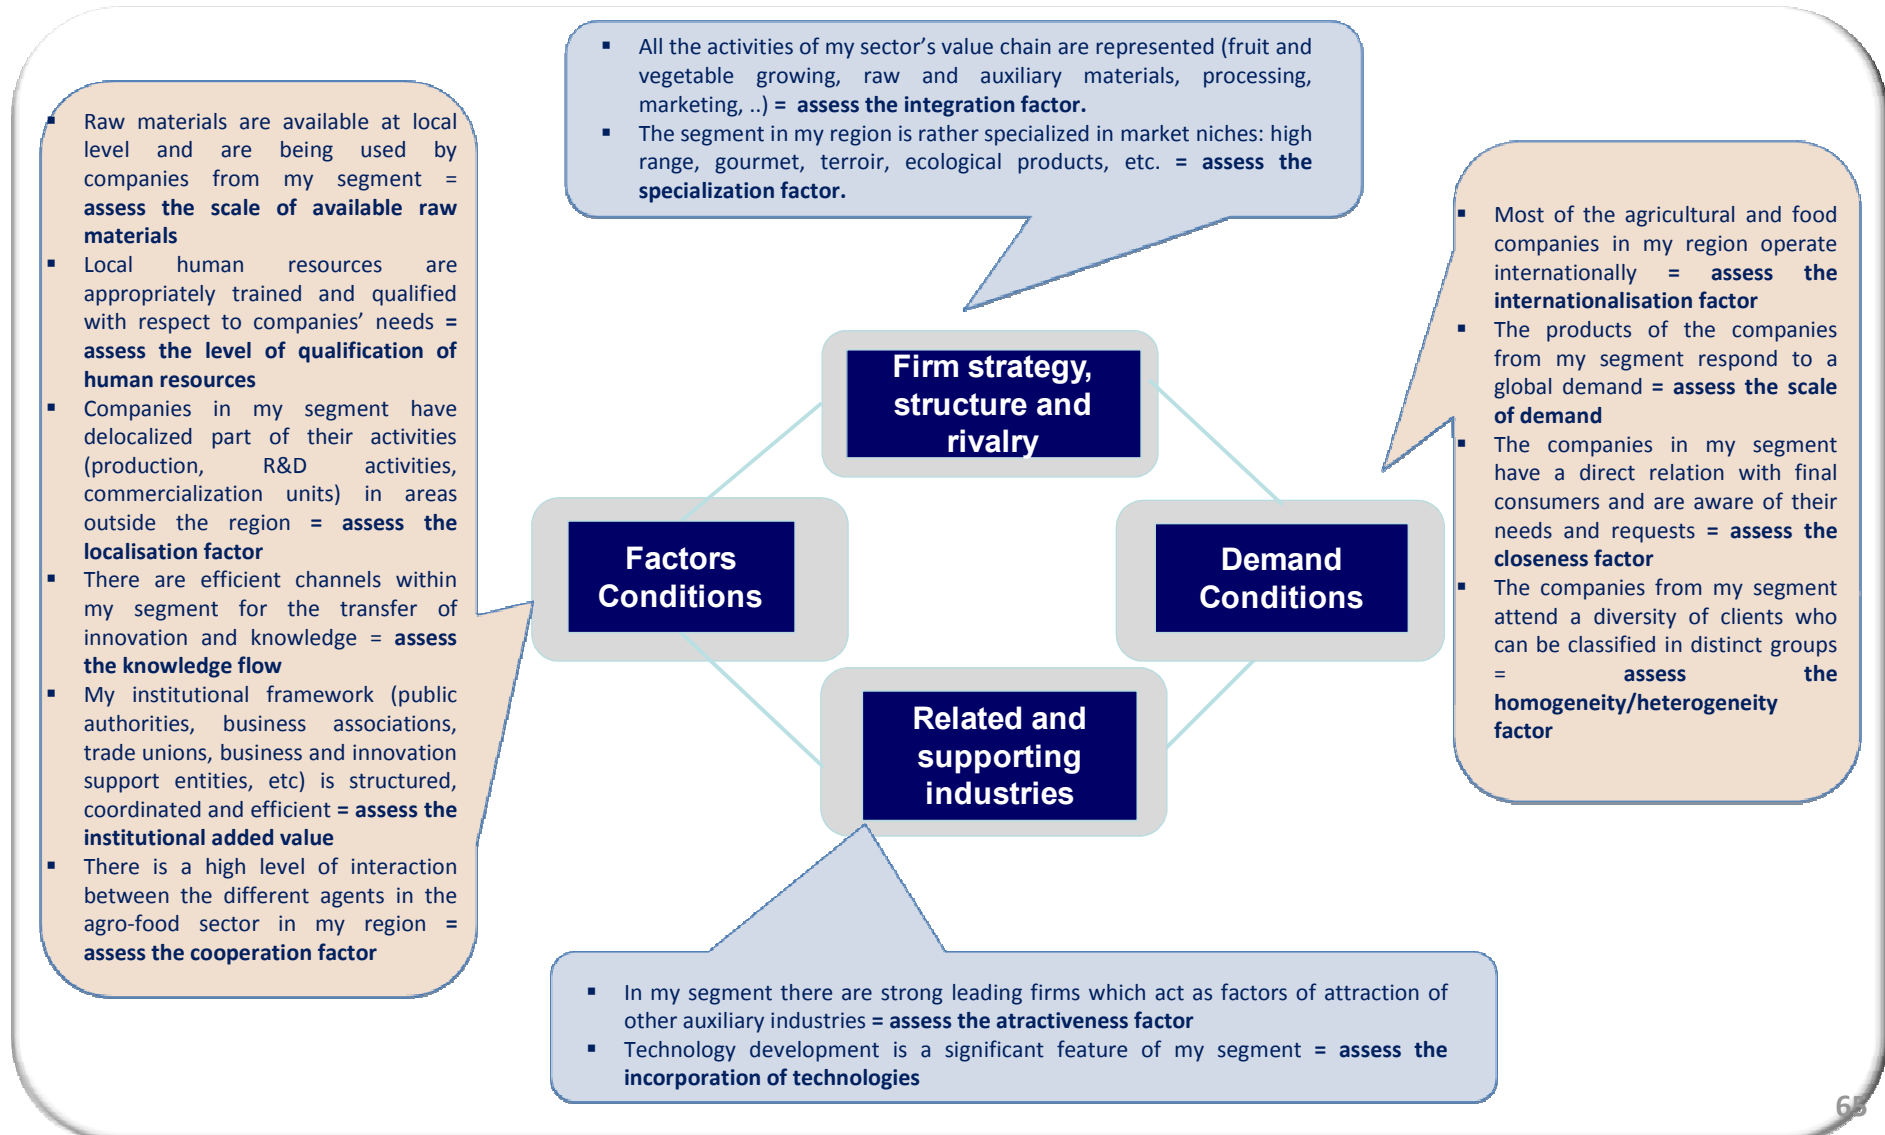 ▪ All the activities of my sector’s value chain are represented (fruit and
vegetable growing, raw and auxiliary materials, processing,
marketing, ..) = assess the integration factor.
▪ The segment in my region is rather specialized in market niches: high
range, gourmet, terroir, ecological products, etc. = assess the
specialization factor.
▪ Raw materials are available at local
level and are being used by
companies from my segment =
assess the scale of available raw
materials
▪ Local human resources are
appropriately trained and qualified
with respect to companies’ needs =
assess the level of qualification of
human resources
▪ Companies in my segment have
delocalized part of their activities
(production, R&D activities,
commercialization units) in areas
outside the region = assess the
localisation factor
▪ There are efficient channels within
my segment for the transfer of
innovation and knowledge = assess
the knowledge flow
▪ My institutional framework (public
authorities, business associations,
trade unions, business and innovation
support entities, etc) is structured,
coordinated and efficient = assess the
institutional added value
▪ There is a high level of interaction
between the different agents in the
agro-food sector in my region =
assess the cooperation factor
Firm strategy,
structure and
rivalry
Factors
Conditions
Demand
Conditions
Related and
supporting
industries
▪ Most of the agricultural and food
companies in my region operate
internationally = assess the
internationalisation factor
▪ The products of the companies
from my segment respond to a
global demand = assess the scale
of demand
▪ The companies in my segment
have a direct relation with final
consumers and are aware of their
needs and requests = assess the
closeness factor
▪ The companies from my segment
attend a diversity of clients who
can be classified in distinct groups
= assess the
homogeneity/heterogeneity
factor
▪ In my segment there are strong leading firms which act as factors of attraction of
other auxiliary industries = assess the atractiveness factor
▪ Technology development is a significant feature of my segment = assess the
incorporation of technologies
65